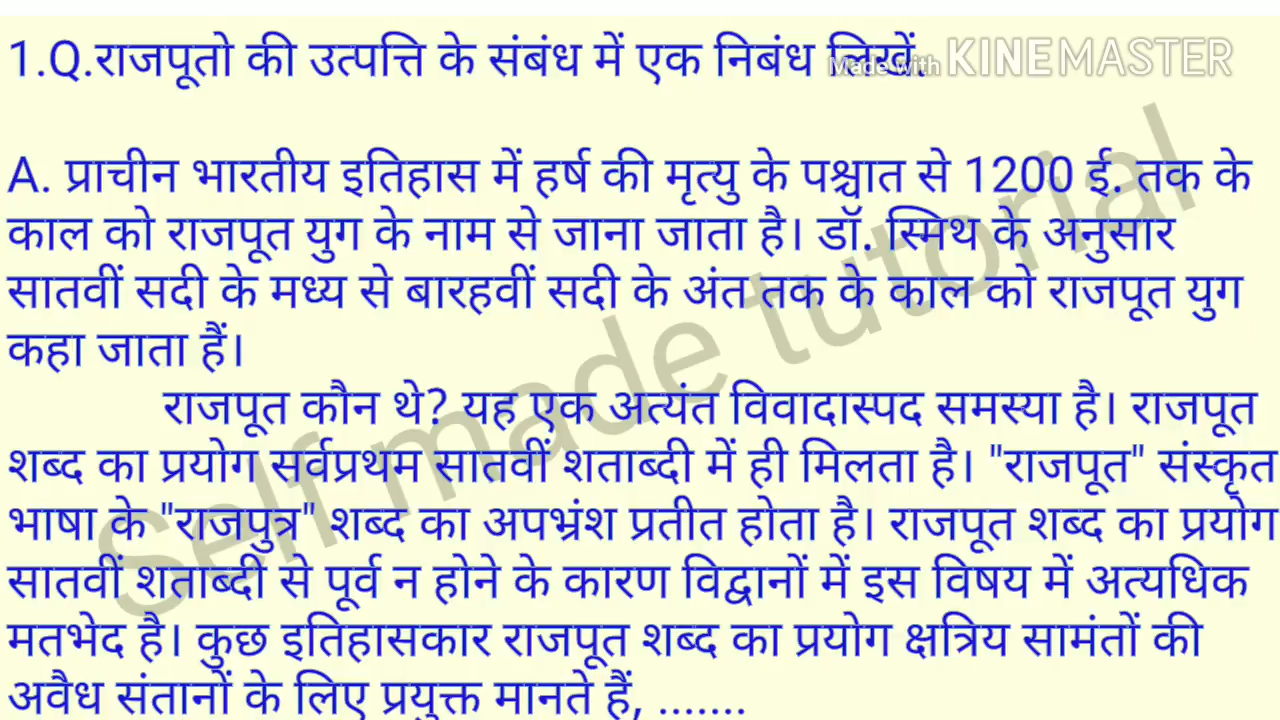 1.Q.राजपूतो की उत्पत्ति के संबंध में एक निबंध लिखें.
Made with KINEMASTER
A. प्राचीन भारतीय इतिहास में हर्ष की मृत्यु के पश्चात से 1200 ई. तक के
काल को राजपूत युग के नाम से जाना जाता है। डॉ. स्मिथ के अनुसार
सातवीं सदी के मध्य से बारहवीं सदी के अंत तक के काल को राजपूत युग
कहा जाता हैं।
राजपूत कौन थे? यह एक अत्यंत विवादास्पद समस्या है। राजपूत
शब्द का प्रयोग सर्वप्रथम सातवीं शताब्दी में ही मिलता है। "राजपूत" संस्कृत
भाषा के "राजपुत्र" शब्द का अपभ्रंश प्रतीत होता है। राजपूत शब्द का प्रयोग
सातवीं शताब्दी से पूर्व न होने के कारण विद्वानों में इस विषय में अत्यधिक
मतभेद है। कुछ इतिहासकार राजपूत शब्द का प्रयोग क्षत्रिय सामंतों की
अवैध संतानों के लिए प्रयुक्त मानते हैं, .......
Self made tutorial